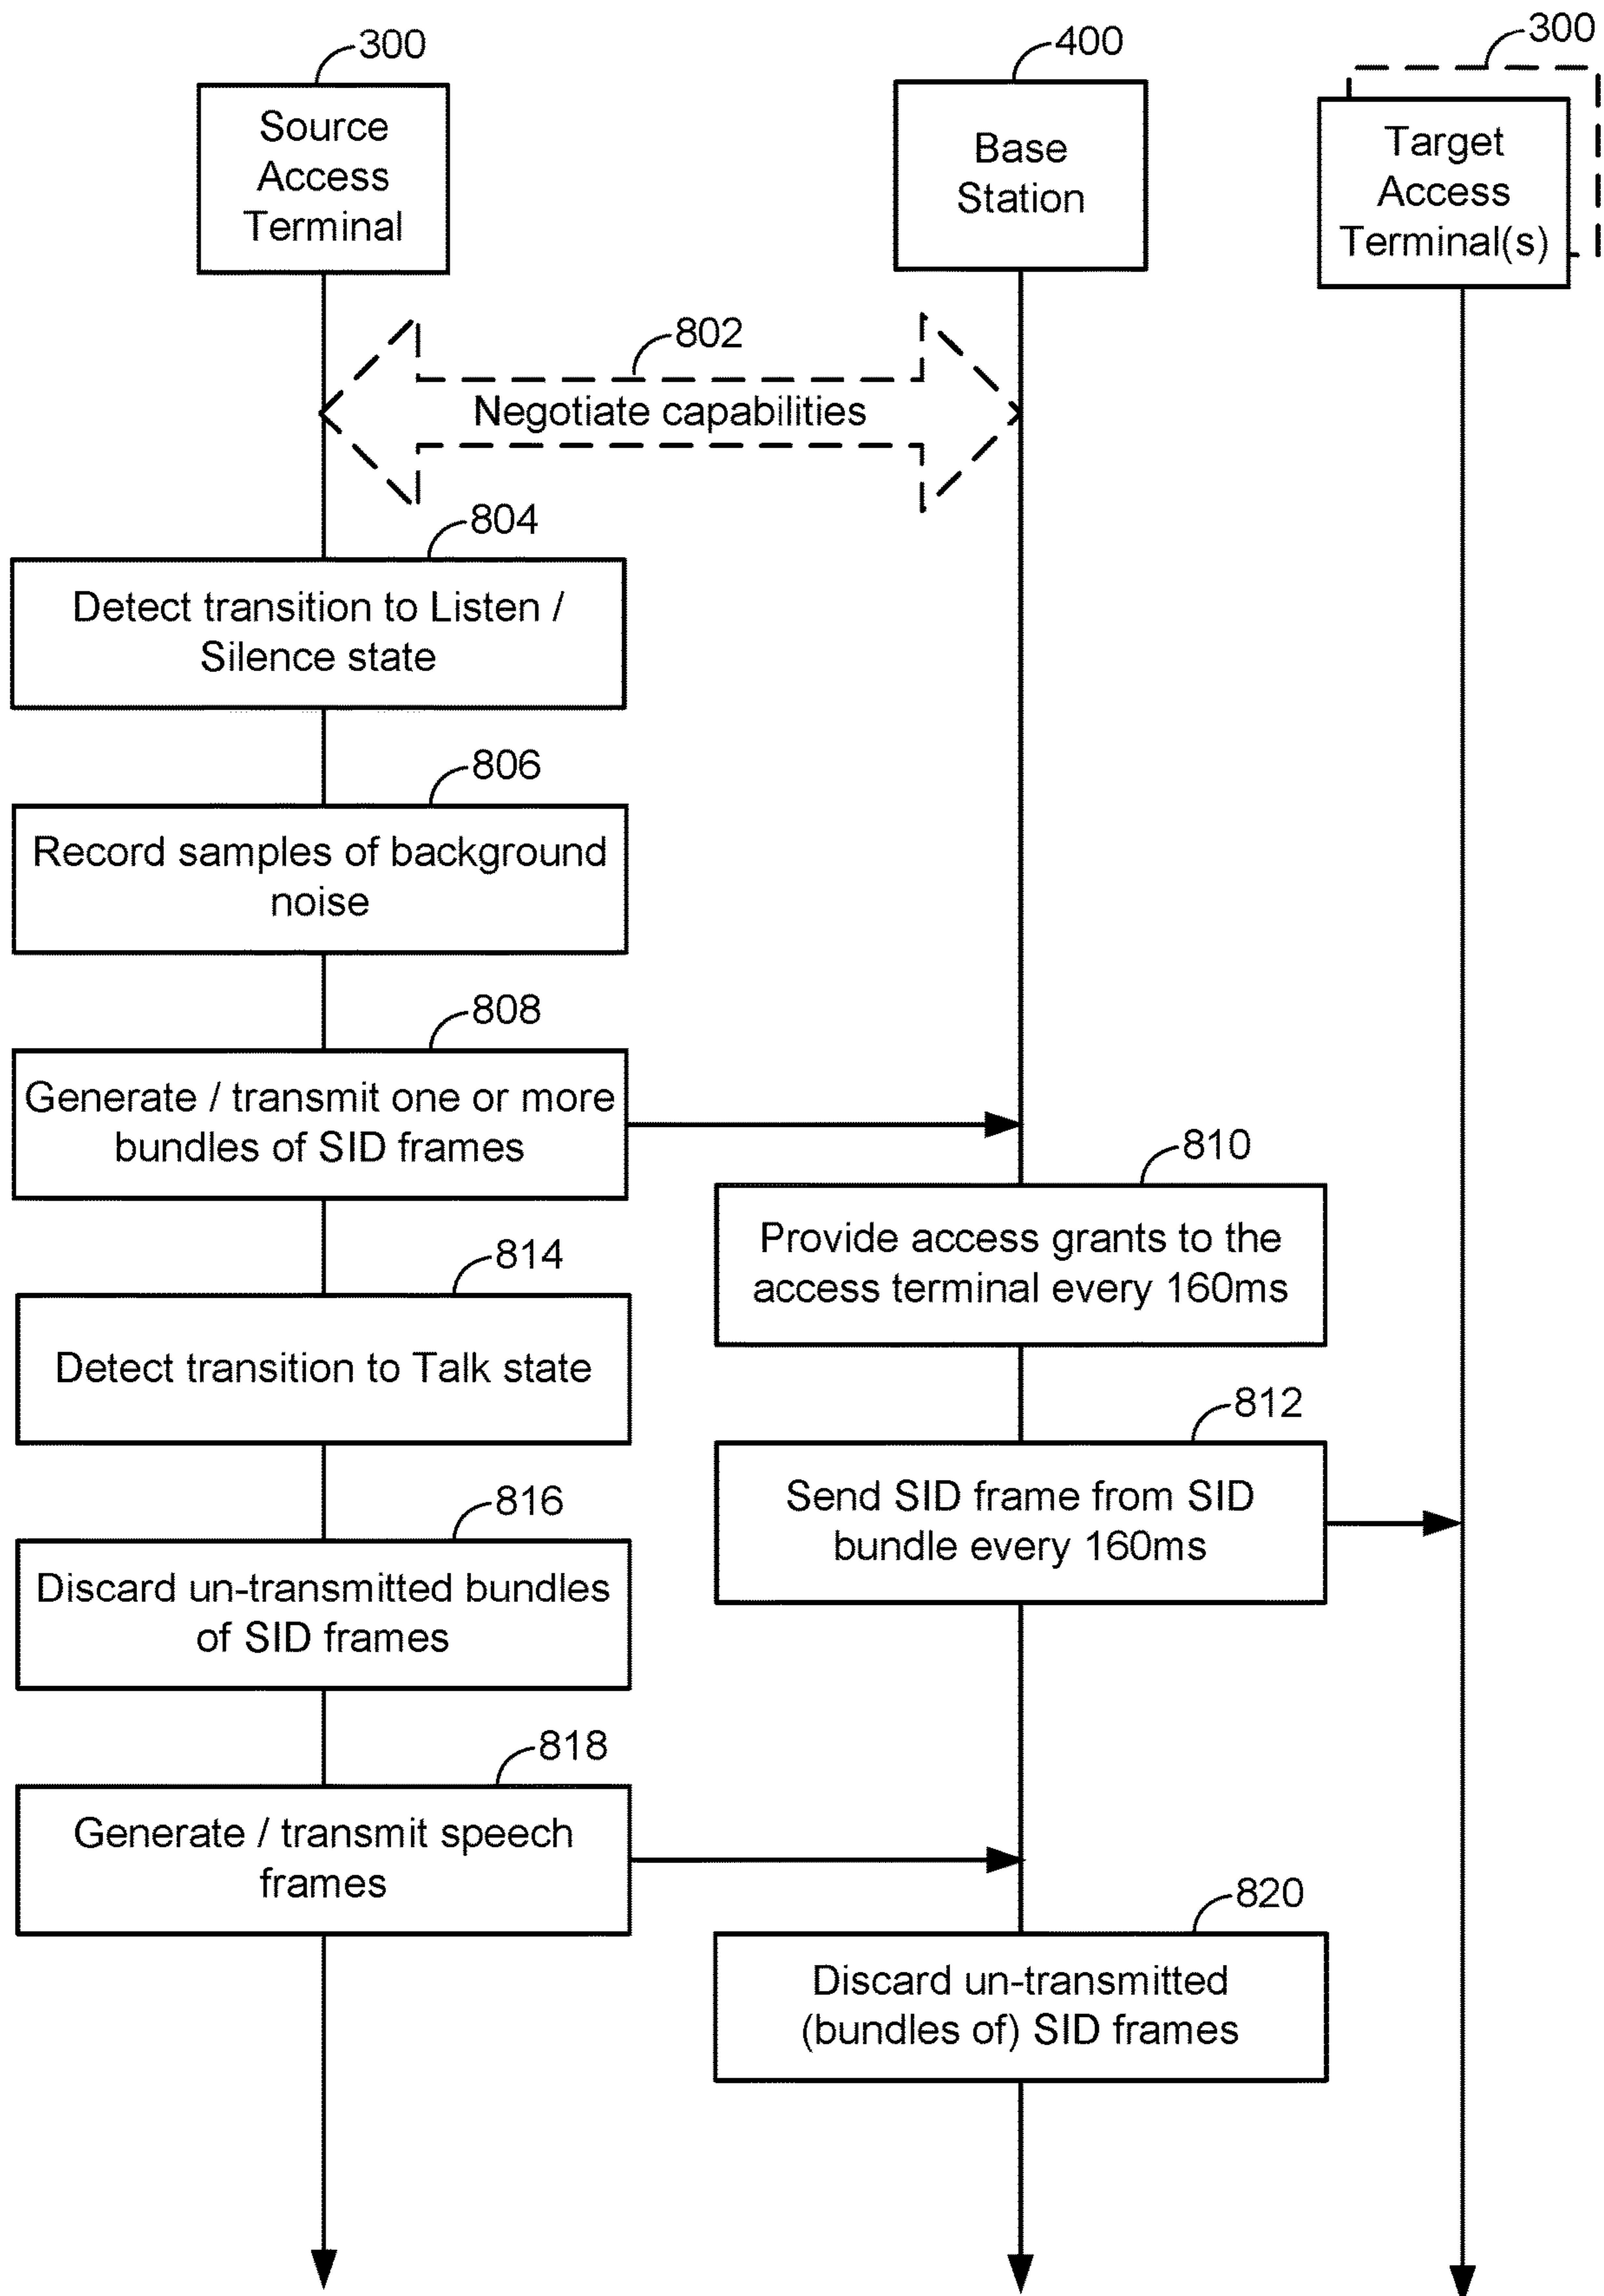 300
400
300
Source
Access
Terminal
Base
Station
Target
Access
Terminal(s)
802
Negotiate capabilities
804
Detect transition to Listen /
Silence state
806
Record samples of background
noise
808
Generate / transmit one or more
bundles of SID frames
810
Provide access grants to the
access terminal every 160ms
814
Detect transition to Talk state
812
Send SID frame from SID
bundle every 160ms
816
Discard un-transmitted bundles
of SID frames
818
Generate / transmit speech
frames
820
Discard un-transmitted
(bundles of) SID frames